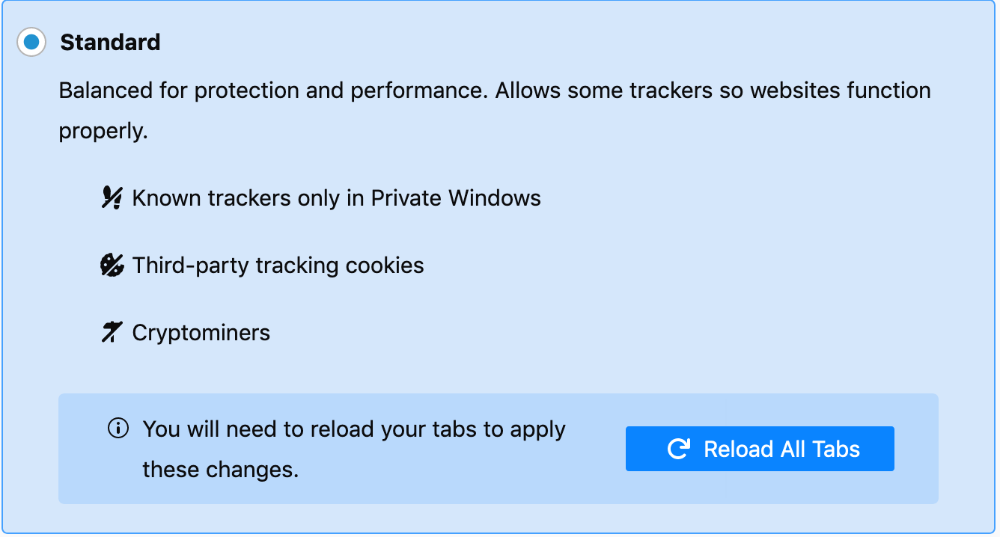 Standard
Balanced for protection and performance. Allows some trackers so websites function
properly.
Known trackers only in Private Windows
Third-party tracking cookies
Cryptominers
You will need to reload your tabs to apply
these changes.
Reload All Tabs